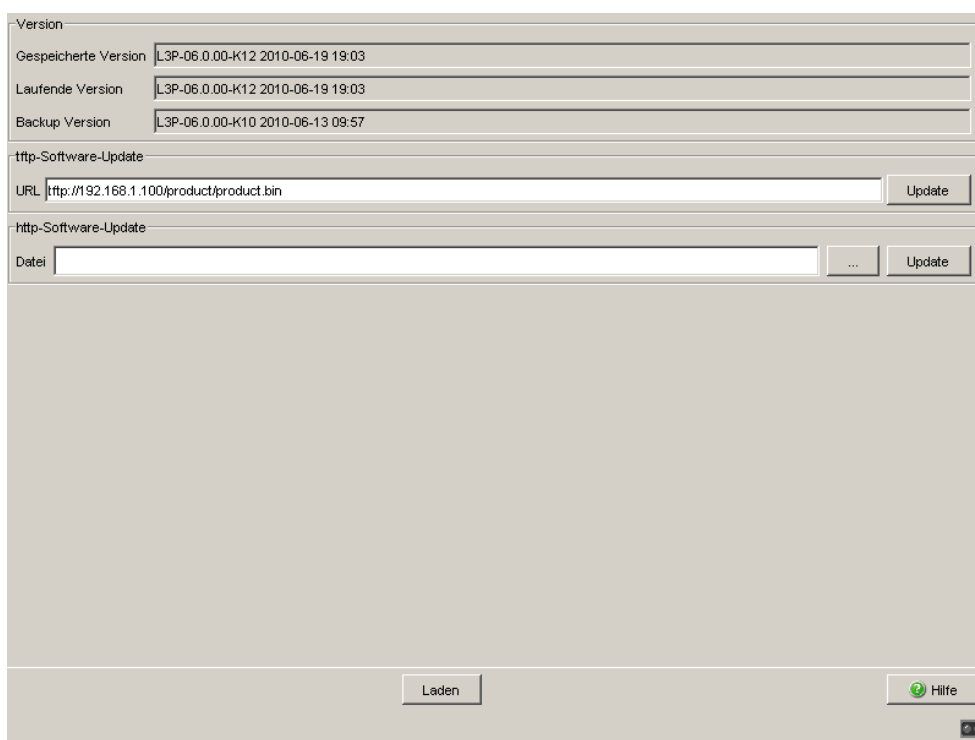 Version
Gespeicherte Version L3P-06.0.00-K12 2010-06-19 19:03
Laufende Version L3P-06.0.00-K12 2010-06-19 19:03
Backup Version L3P-06.0.00-K10 2010-06-13 09:57
tftp-Software-Update
URL tftp://192.168.1.100/product/product.bin Update
http-Software-Update
Datei ... Update
Laden Hilfe